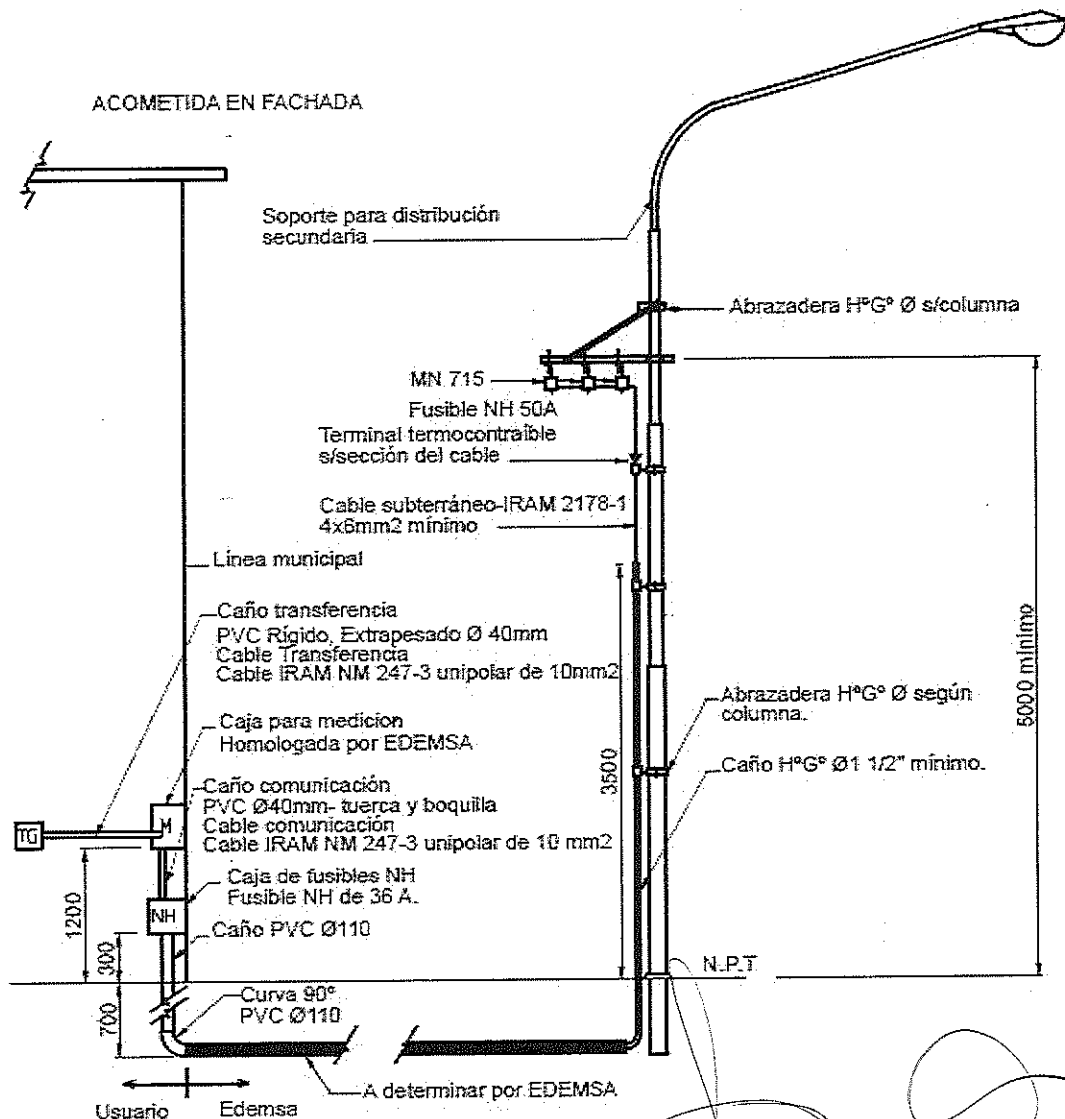 ACOMETIDA EN FACHADA
Soporte para distribución
secundaria
Abrazadera HºGº Ø s/columna
MN 715
Fusible NH 50A
Terminal termocontraíble
s/sección del cable
Cable subterráneo-IRAM 2178-1
4x6mm2 mínimo
Línea municipal
Caño transferencia
PVC Rígido, Extrapesado Ø 40mm
Cable Transferencia
Cable IRAM NM 247-3 unipolar de 10mm2
5000 mínimo
Abrazadera HºGº Ø según
columna.
Caja para medicion
Homologada por EDEMSA
3500
Caño HºGº Ø1 1/2" mínimo.
Caño comunicación
PVC Ø40mm- tuerca y boquilla
Cable comunicación
Cable IRAM NM 247-3 unipolar de 10 mm2
TG
M
Caja de fusibles NH
Fusible NH de 36 A.
1200
NH
Caño PVC Ø110
300
N.P.T
700
Curva 90º
PVC Ø110
A determinar por EDEMSA
Usuario
Edemsa